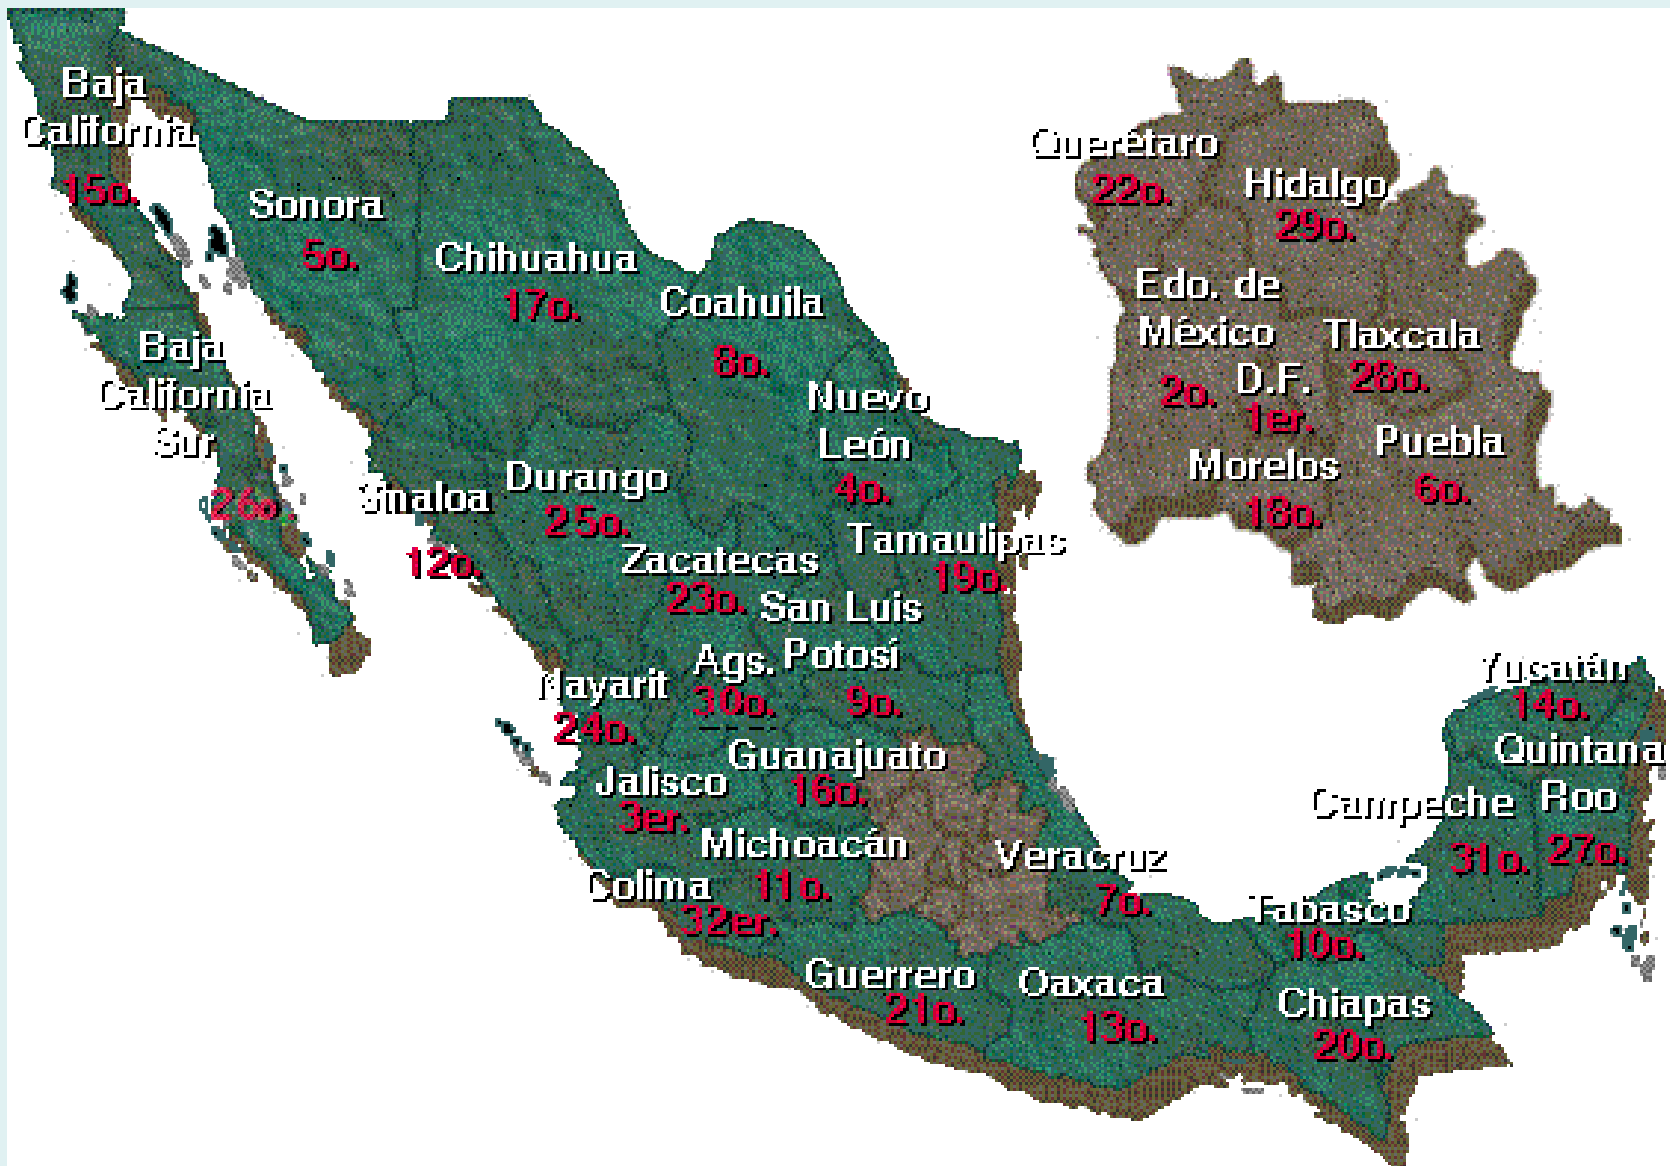 Baja
California
15o.
Sonora
5o.
Chihuahua
17o.
Coahuila
8o.
Baja
California
Sur
26o.
Nuevo
León
4o.
Sinaloa
12o.
Durango
25o.
Tamaulipas
19o.
Zacatecas
23o.
San Luis
Potosí
9o.
Ags.
30o.
Nayarit
24o.
Guanajuato
16o.
Jalisco
3er.
Michoacán
11o.
Colima
32er.
Veracruz
7o.
Guerrero
21o.
Oaxaca
13o.
Tabasco
10o.
Chiapas
20o.
Campeche
31o.
Yucatán
14o.
Quintana
Roo
27o.
Querétaro
22o.
Hidalgo
29o.
Edo. de
México
2o.
D.F.
1er.
Tlaxcala
28o.
Morelos
18o.
Puebla
6o.